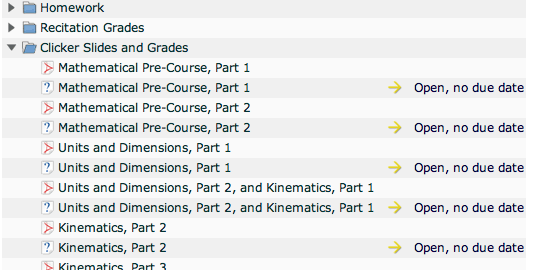 Homework
Recitation Grades
Clicker Slides and Grades
Mathematical Pre-Course, Part 1
Mathematical Pre-Course, Part 1 Open, no due date
Mathematical Pre-Course, Part 2
Mathematical Pre-Course, Part 2 Open, no due date
Units and Dimensions, Part 1
Units and Dimensions, Part 1 Open, no due date
Units and Dimensions, Part 2, and Kinematics, Part 1
Units and Dimensions, Part 2, and Kinematics, Part 1 Open, no due date
Kinematics, Part 2
Kinematics, Part 2 Open, no due date
Kinematics, Part 3